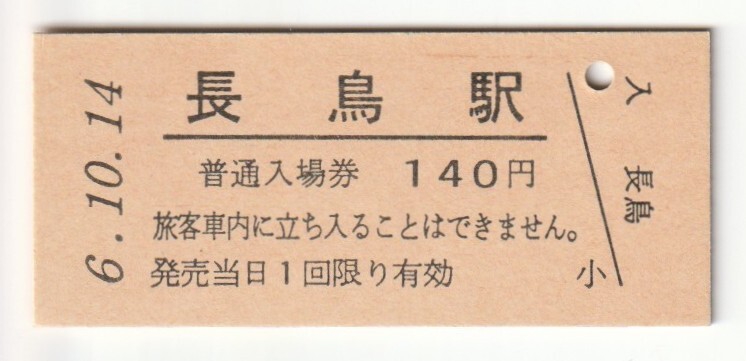 6.10.14
長鳥駅
普通入場券 140円
旅客車内に立ち入ることはできません。
発売当日1回限り有効
小
入
長鳥